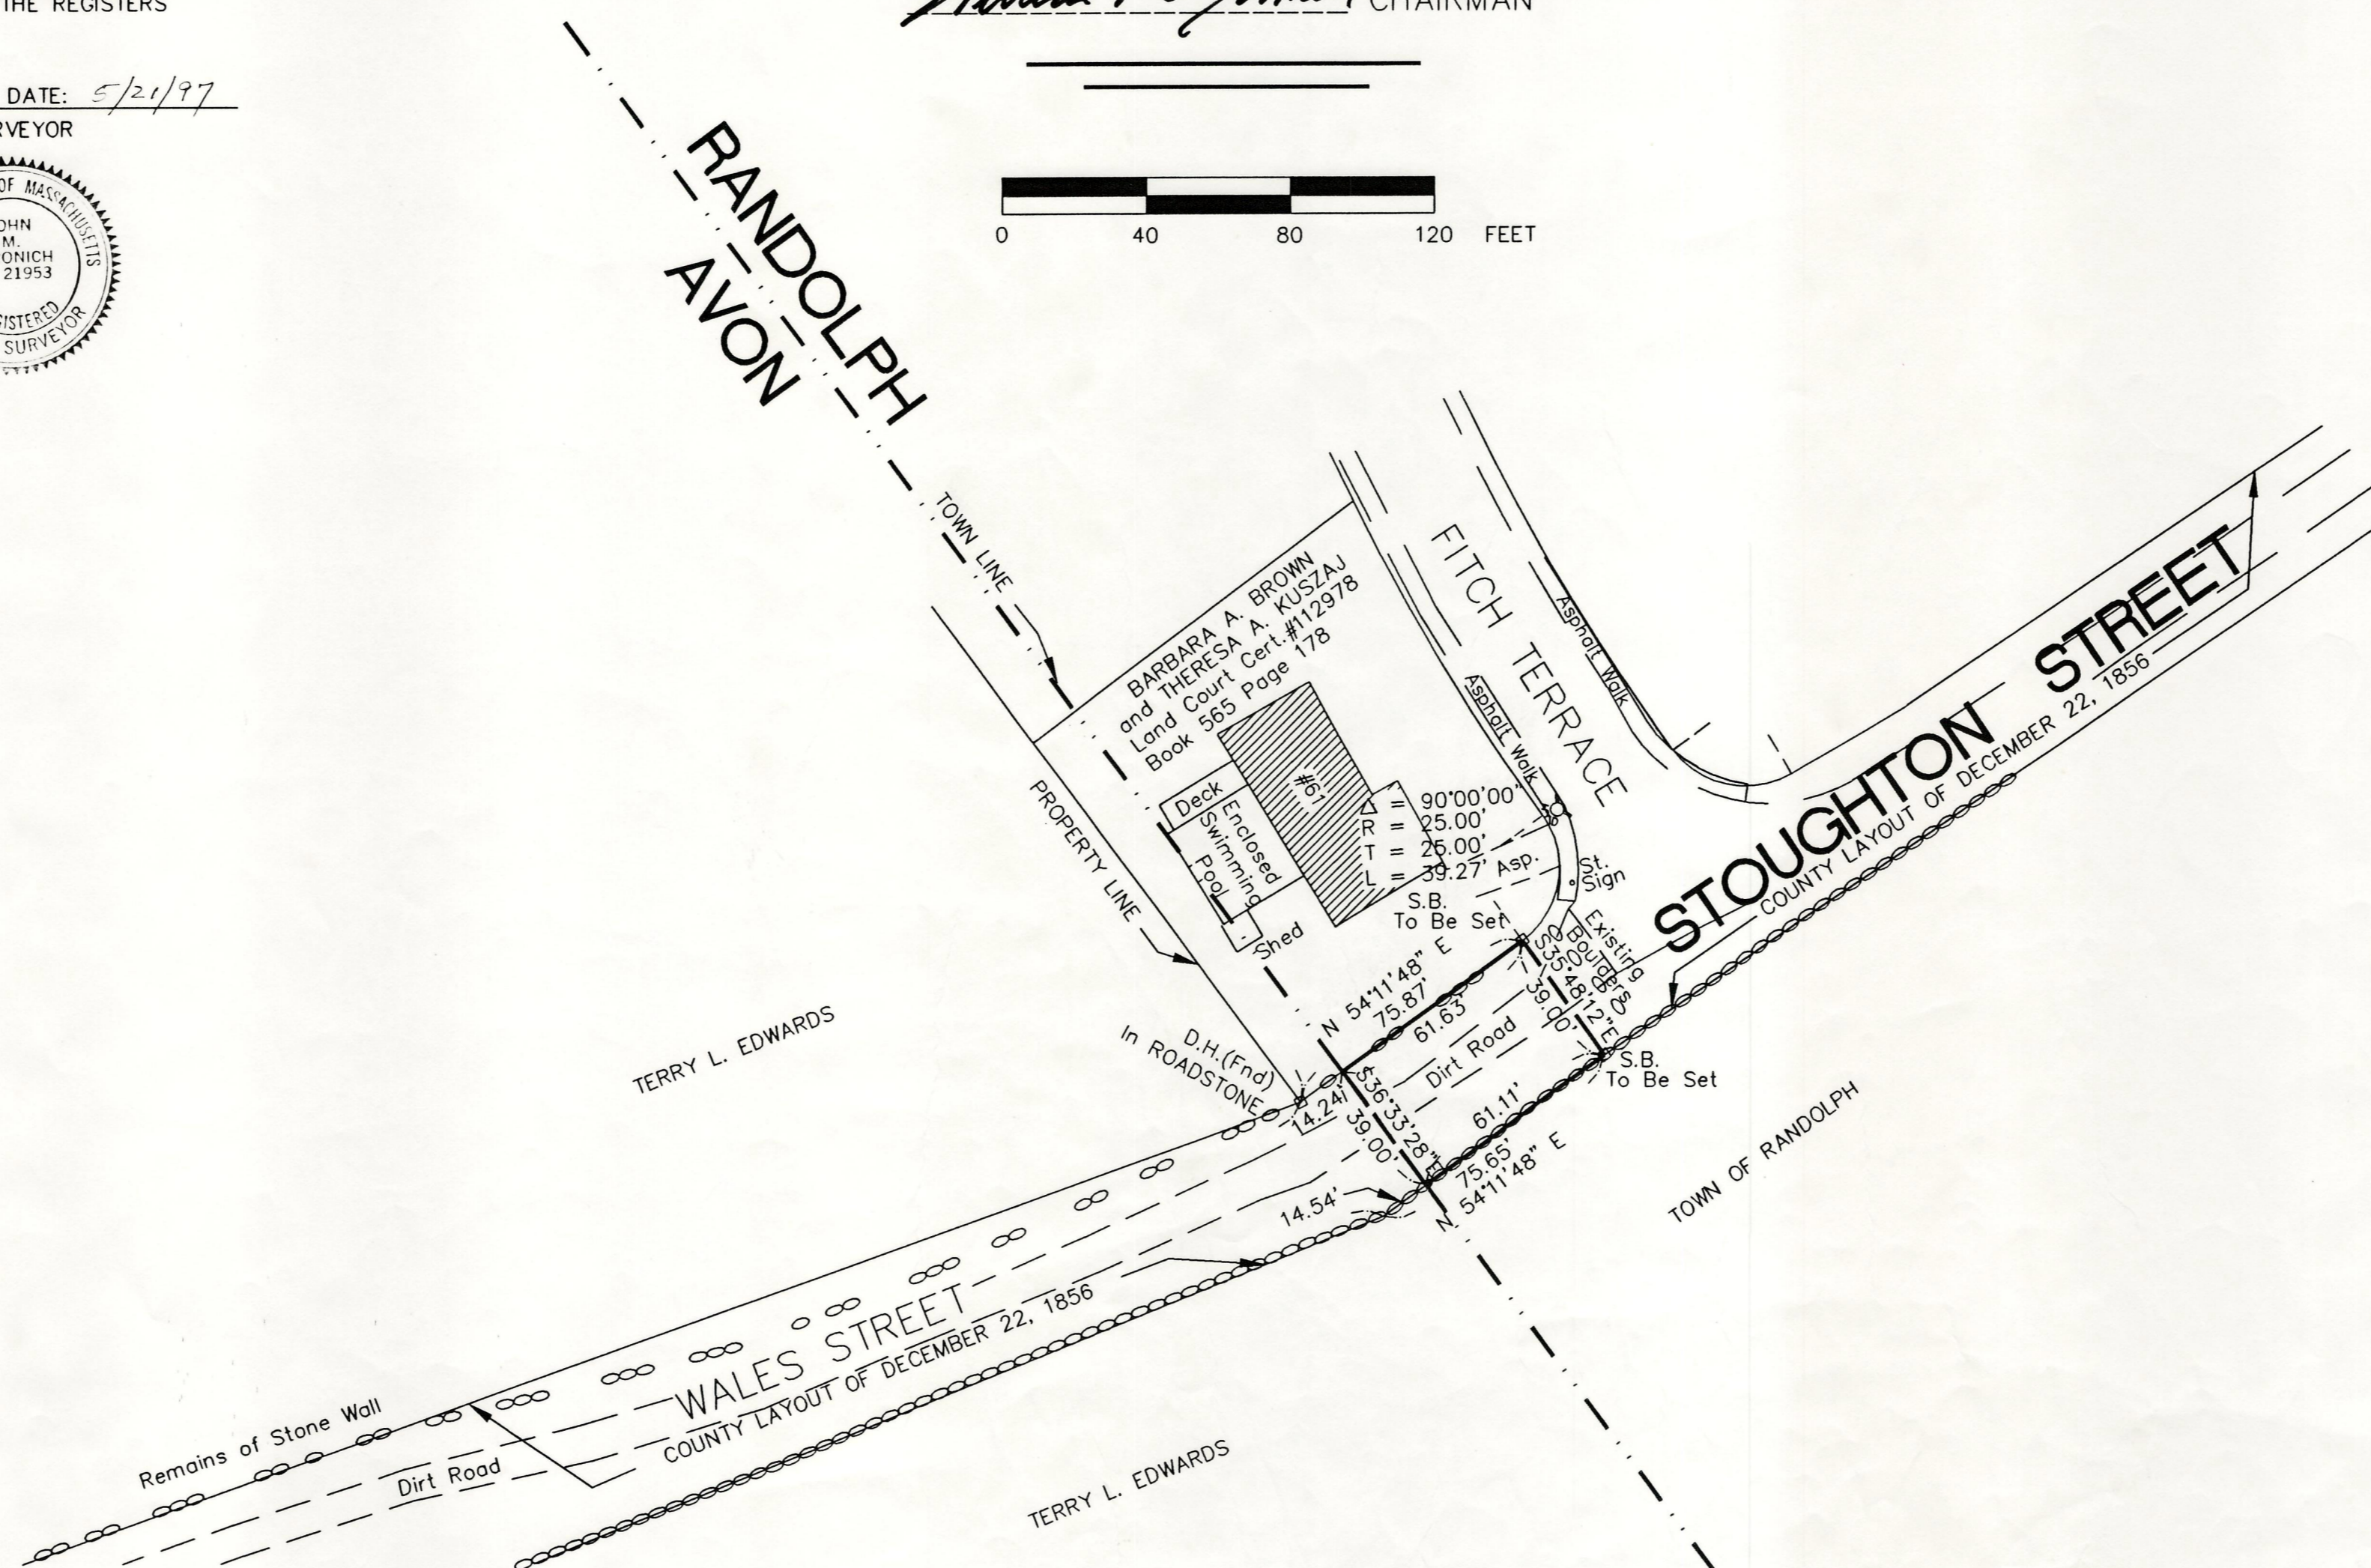 THE REGISTERS
CHAIRMAN
DATE: 5/21/97
SURVEYOR
OF MASSACHUSETTS
OHN
M.
ONICH
21953
GISTERED
SURVEYOR
0 40 80 120 FEET
RANDOLPH
AVON
TOWN LINE
BARBARA A. BROWN
and THERESA A. KUSZAJ
Land Court Cert.#112978
Book 565 Page 178
FITCH TERRACE
Asphalt Walk
Asphalt Walk
STOUGHTON STREET
COUNTY LAYOUT OF DECEMBER 22, 1856
PROPERTY LINE
Deck
Enclosed
Swimming
Pool
#61
Shed
Δ = 90°00'00"
R = 25.00'
T = 25.00'
L = 39.27'
Asp.
St.
Sign
S.B.
To Be Set
Existing
Boulders
S 35°48'12"E
39.00'
N 54°11'48" E
75.87'
61.63'
Dirt Road
D.H.(Fnd)
In ROADSTONE
14.24'
S36°33'28"E
39.00'
S.B.
To Be Set
61.11'
75.65'
N 54°11'48" E
14.54'
TERRY L. EDWARDS
TOWN OF RANDOLPH
WALES STREET
COUNTY LAYOUT OF DECEMBER 22, 1856
Remains of Stone Wall
Dirt Road
TERRY L. EDWARDS